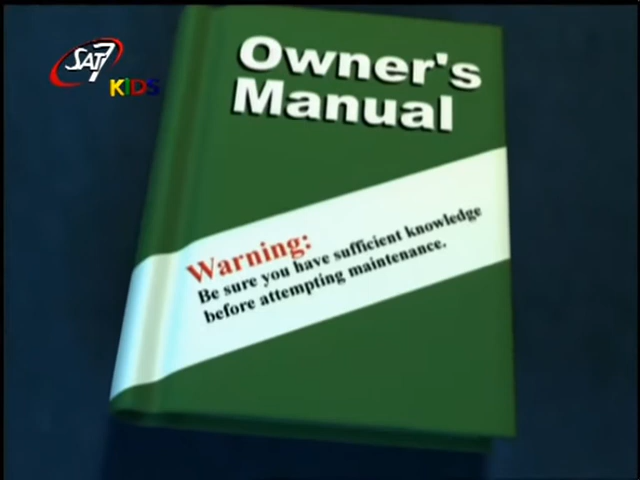 SAT7
KIDS
Owner's
Manual
Warning:
Be sure you have sufficient knowledge
before attempting maintenance.